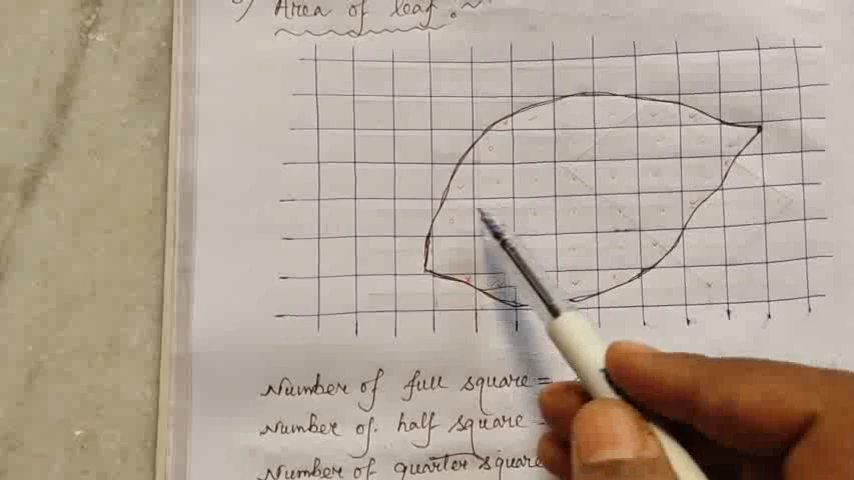 Area of leaf :~
Number of full square =
Number of half square =
Number of quarter square